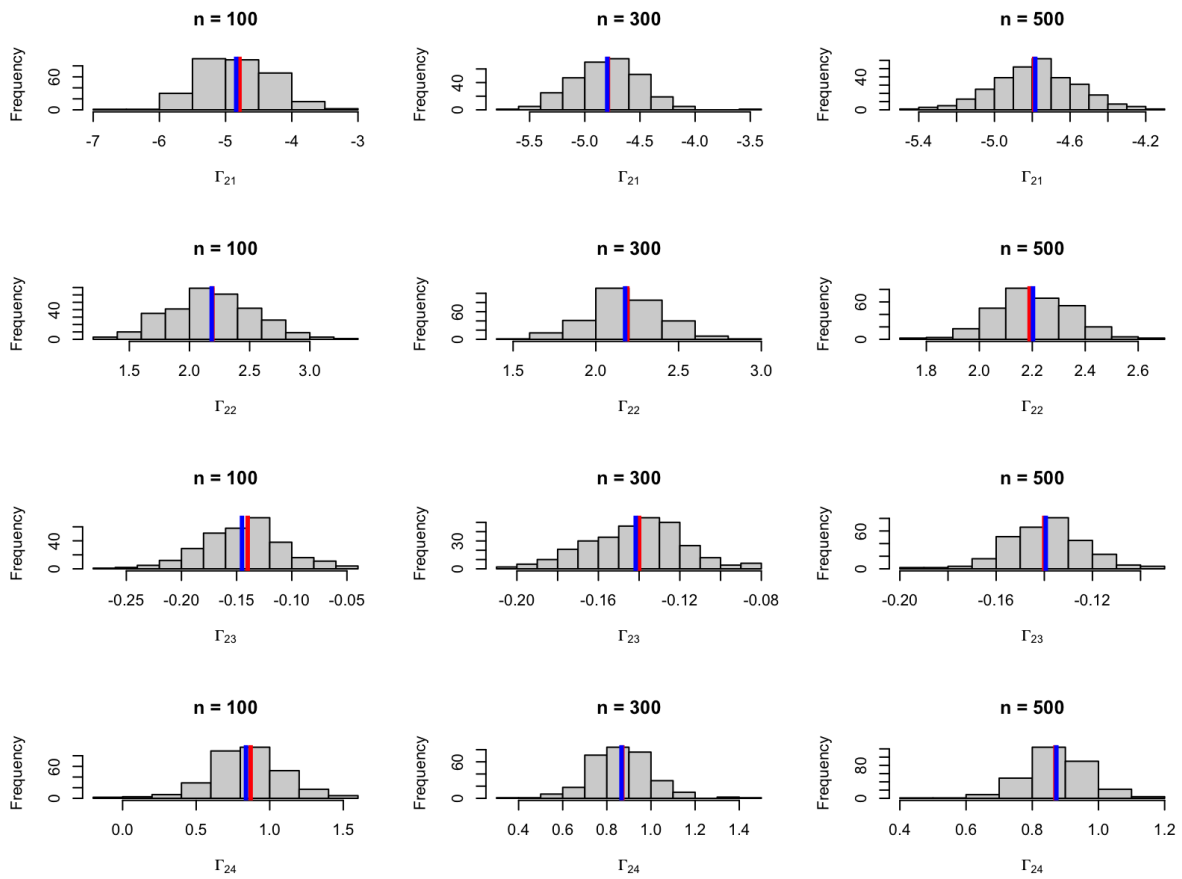 n = 100 n = 300 n = 500
Frequency 0 60 Frequency 0 40 Frequency 0 40
-7 -6 -5 -4 -3 -5.5 -5.0 -4.5 -4.0 -3.5 -5.4 -5.0 -4.6 -4.2
Γ21 Γ21 Γ21
n = 100 n = 300 n = 500
Frequency 0 40 Frequency 0 60 Frequency 0 60
1.5 2.0 2.5 3.0 1.5 2.0 2.5 3.0 1.8 2.0 2.2 2.4 2.6
Γ22 Γ22 Γ22
n = 100 n = 300 n = 500
Frequency 0 40 Frequency 0 30 Frequency 0 60
-0.25 -0.20 -0.15 -0.10 -0.05 -0.20 -0.16 -0.12 -0.08 -0.20 -0.16 -0.12
Γ23 Γ23 Γ23
n = 100 n = 300 n = 500
Frequency 0 60 Frequency 0 60 Frequency 0 80
0.0 0.5 1.0 1.5 0.4 0.6 0.8 1.0 1.2 1.4 0.4 0.6 0.8 1.0 1.2
Γ24 Γ24 Γ24